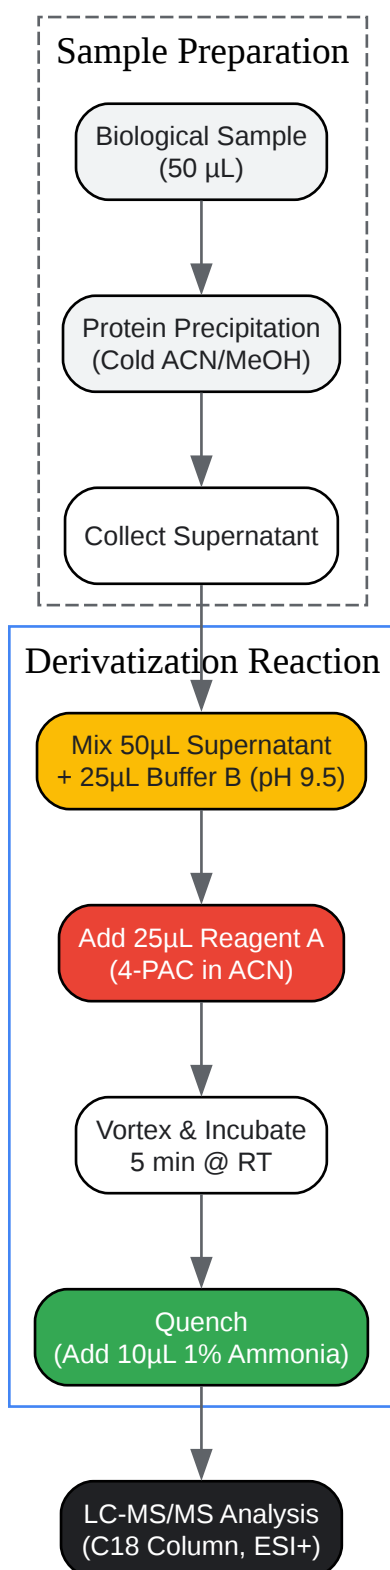 Sample Preparation
Biological Sample
(50 µL)
Protein Precipitation
(Cold ACN/MeOH)
Collect Supernatant
Derivatization Reaction
Mix 50µL Supernatant
+ 25µL Buffer B (pH 9.5)
Add 25µL Reagent A
(4-PAC in ACN)
Vortex & Incubate
5 min @ RT
Quench
(Add 10µL 1% Ammonia)
LC-MS/MS Analysis
(C18 Column, ESI+)